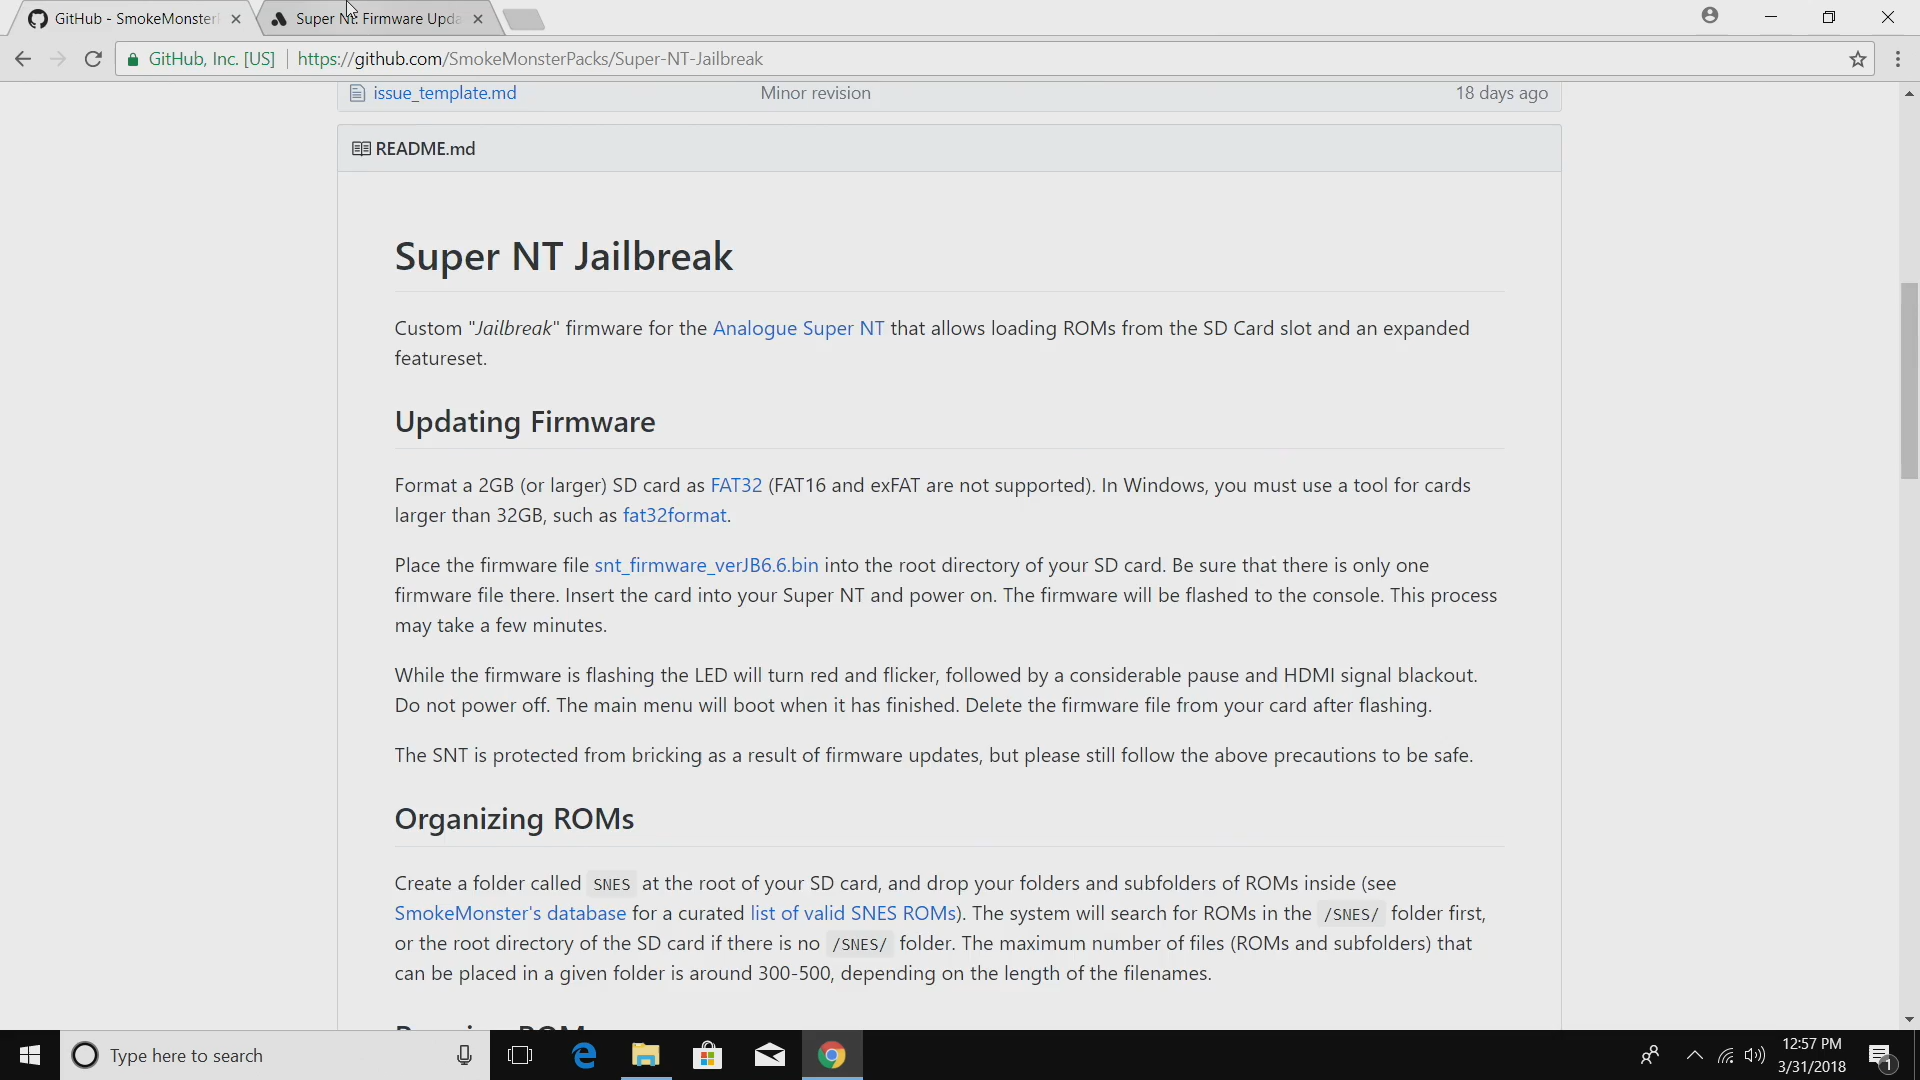 GitHub - SmokeMonster
Super Nt: Firmware Upda
GitHub, Inc. [US]
https://github.com/SmokeMonsterPacks/Super-NT-Jailbreak
issue_template.md Minor revision 18 days ago
README.md
Super NT Jailbreak
Custom "Jailbreak" firmware for the Analogue Super NT that allows loading ROMs from the SD Card slot and an expanded
featureset.
Updating Firmware
Format a 2GB (or larger) SD card as FAT32 (FAT16 and exFAT are not supported). In Windows, you must use a tool for cards
larger than 32GB, such as fat32format.
Place the firmware file snt_firmware_verJB6.6.bin into the root directory of your SD card. Be sure that there is only one
firmware file there. Insert the card into your Super NT and power on. The firmware will be flashed to the console. This process
may take a few minutes.
While the firmware is flashing the LED will turn red and flicker, followed by a considerable pause and HDMI signal blackout.
Do not power off. The main menu will boot when it has finished. Delete the firmware file from your card after flashing.
The SNT is protected from bricking as a result of firmware updates, but please still follow the above precautions to be safe.
Organizing ROMs
Create a folder called SNES at the root of your SD card, and drop your folders and subfolders of ROMs inside (see
SmokeMonster's database for a curated list of valid SNES ROMs). The system will search for ROMs in the /SNES/ folder first,
or the root directory of the SD card if there is no /SNES/ folder. The maximum number of files (ROMs and subfolders) that
can be placed in a given folder is around 300-500, depending on the length of the filenames.
Type here to search
12:57 PM
3/31/2018
1